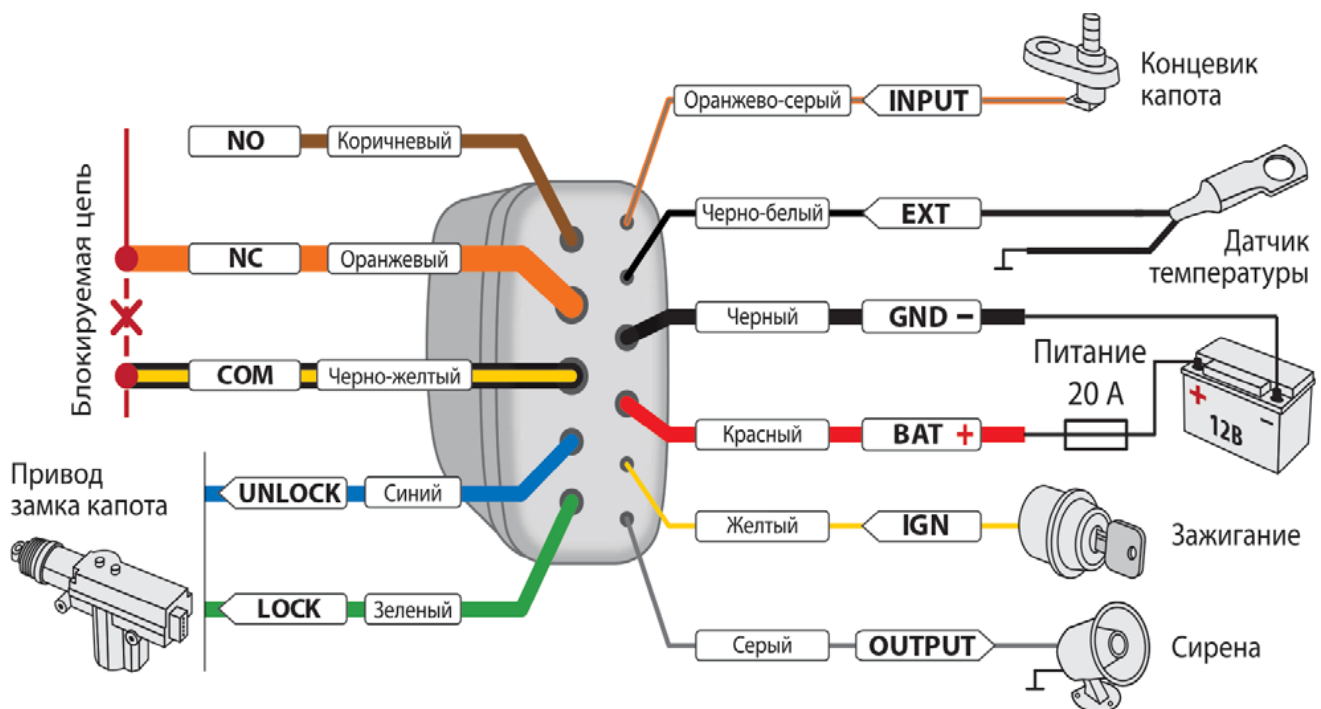 Блокируемая цепь
NO
Коричневый
NC
Оранжевый
COM
Черно-желтый
Привод
замка капота
UNLOCK
Синий
LOCK
Зеленый
Оранжево-серый
INPUT
Концевик
капота
Черно-белый
EXT
Датчик
температуры
Черный
GND −
Питание
20 А
Красный
BAT +
+ −
12В
Желтый
IGN
Зажигание
Серый
OUTPUT
Сирена